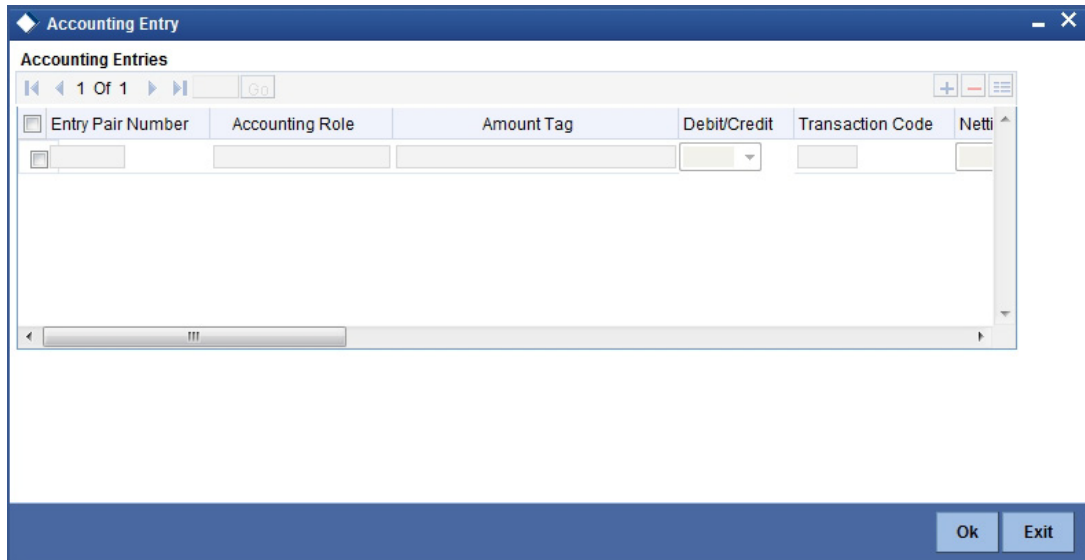 Accounting Entry
Accounting Entries
1 Of 1 Go
Entry Pair Number Accounting Role Amount Tag Debit/Credit Transaction Code Netti
Ok Exit